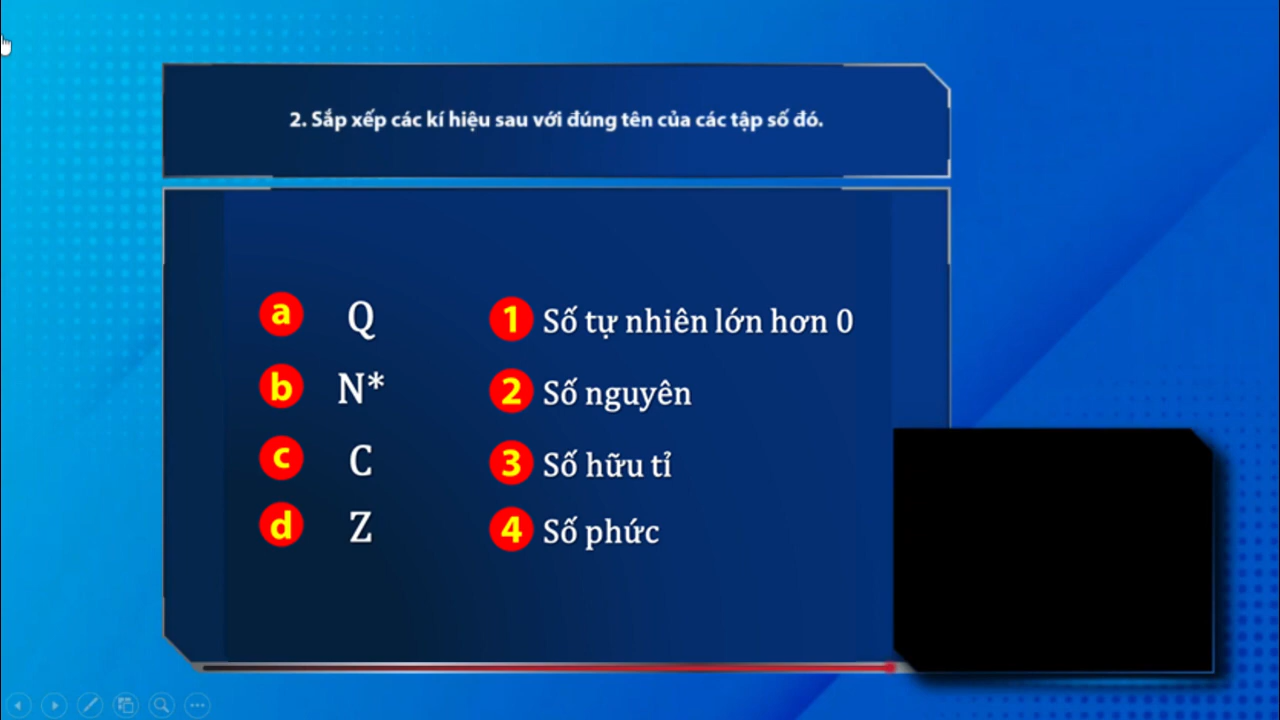 2. Sắp xếp các kí hiệu sau với đúng tên của các tập số đó.
a Q 1 Số tự nhiên lớn hơn 0
b N* 2 Số nguyên
c C 3 Số hữu tỉ
d Z 4 Số phức